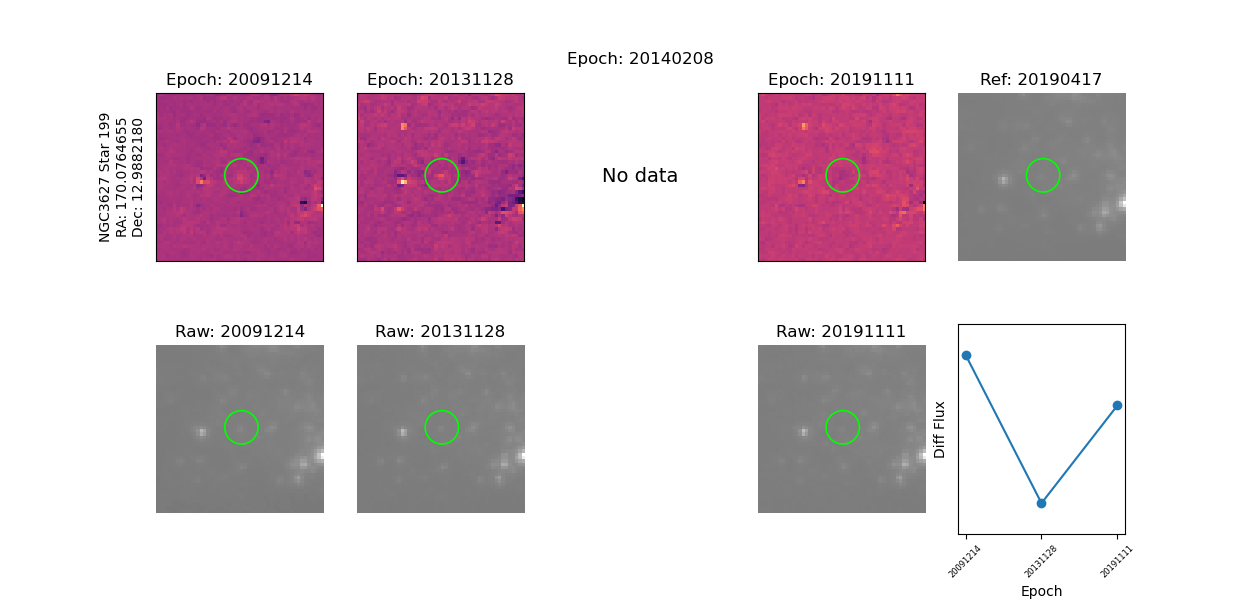 Epoch: 20140208
Epoch: 20091214
Epoch: 20131128
Epoch: 20191111
Ref: 20190417
NGC3627 Star 199
RA: 170.0764655
Dec: 12.9882180
No data
Raw: 20091214
Raw: 20131128
Raw: 20191111
Diff Flux
20091214
20131128
20191111
Epoch